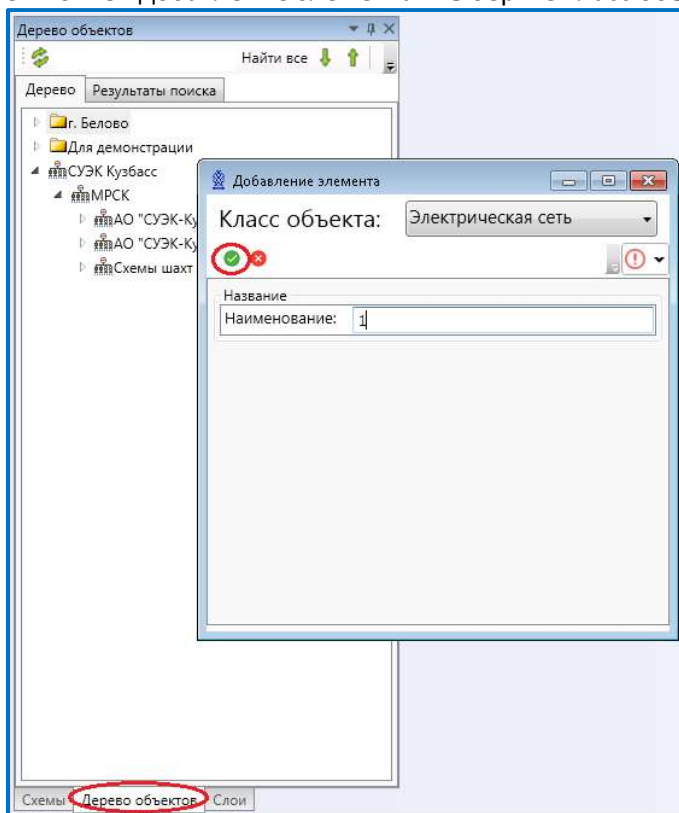 Дерево объектов
Найти все
Дерево Результаты поиска
г. Белово
Для демонстрации
СУЭК Кузбасс
МРСК
АО "СУЭК-Ку
АО "СУЭК-Ку
Схемы шахт
Добавление элемента
Класс объекта: Электрическая сеть
Название
Наименование: 1
Схемы Дерево объектов Слои